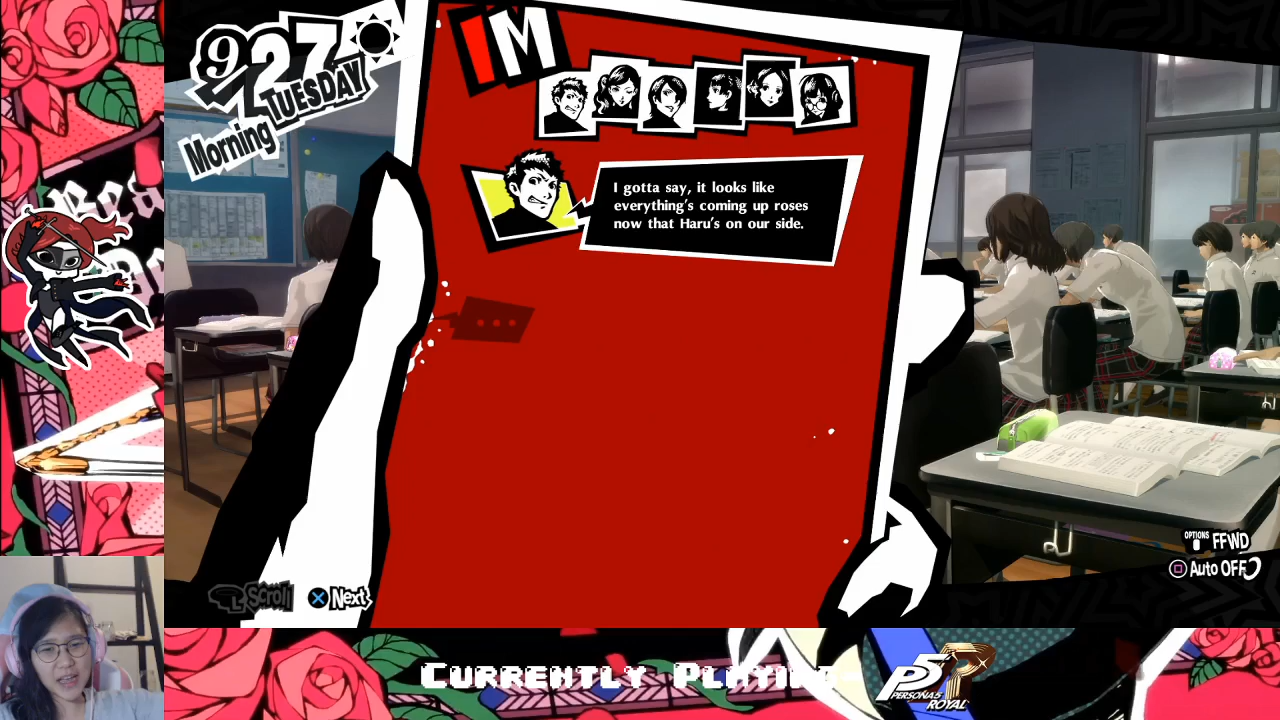 9/27
TUESDAY
Morning
IM
I gotta say, it looks like
everything's coming up roses
now that Haru's on our side.
OPTIONS FFWD
Auto OFF
L Scroll
Next
Currently Playing
P5R
PERSONA5
ROYAL